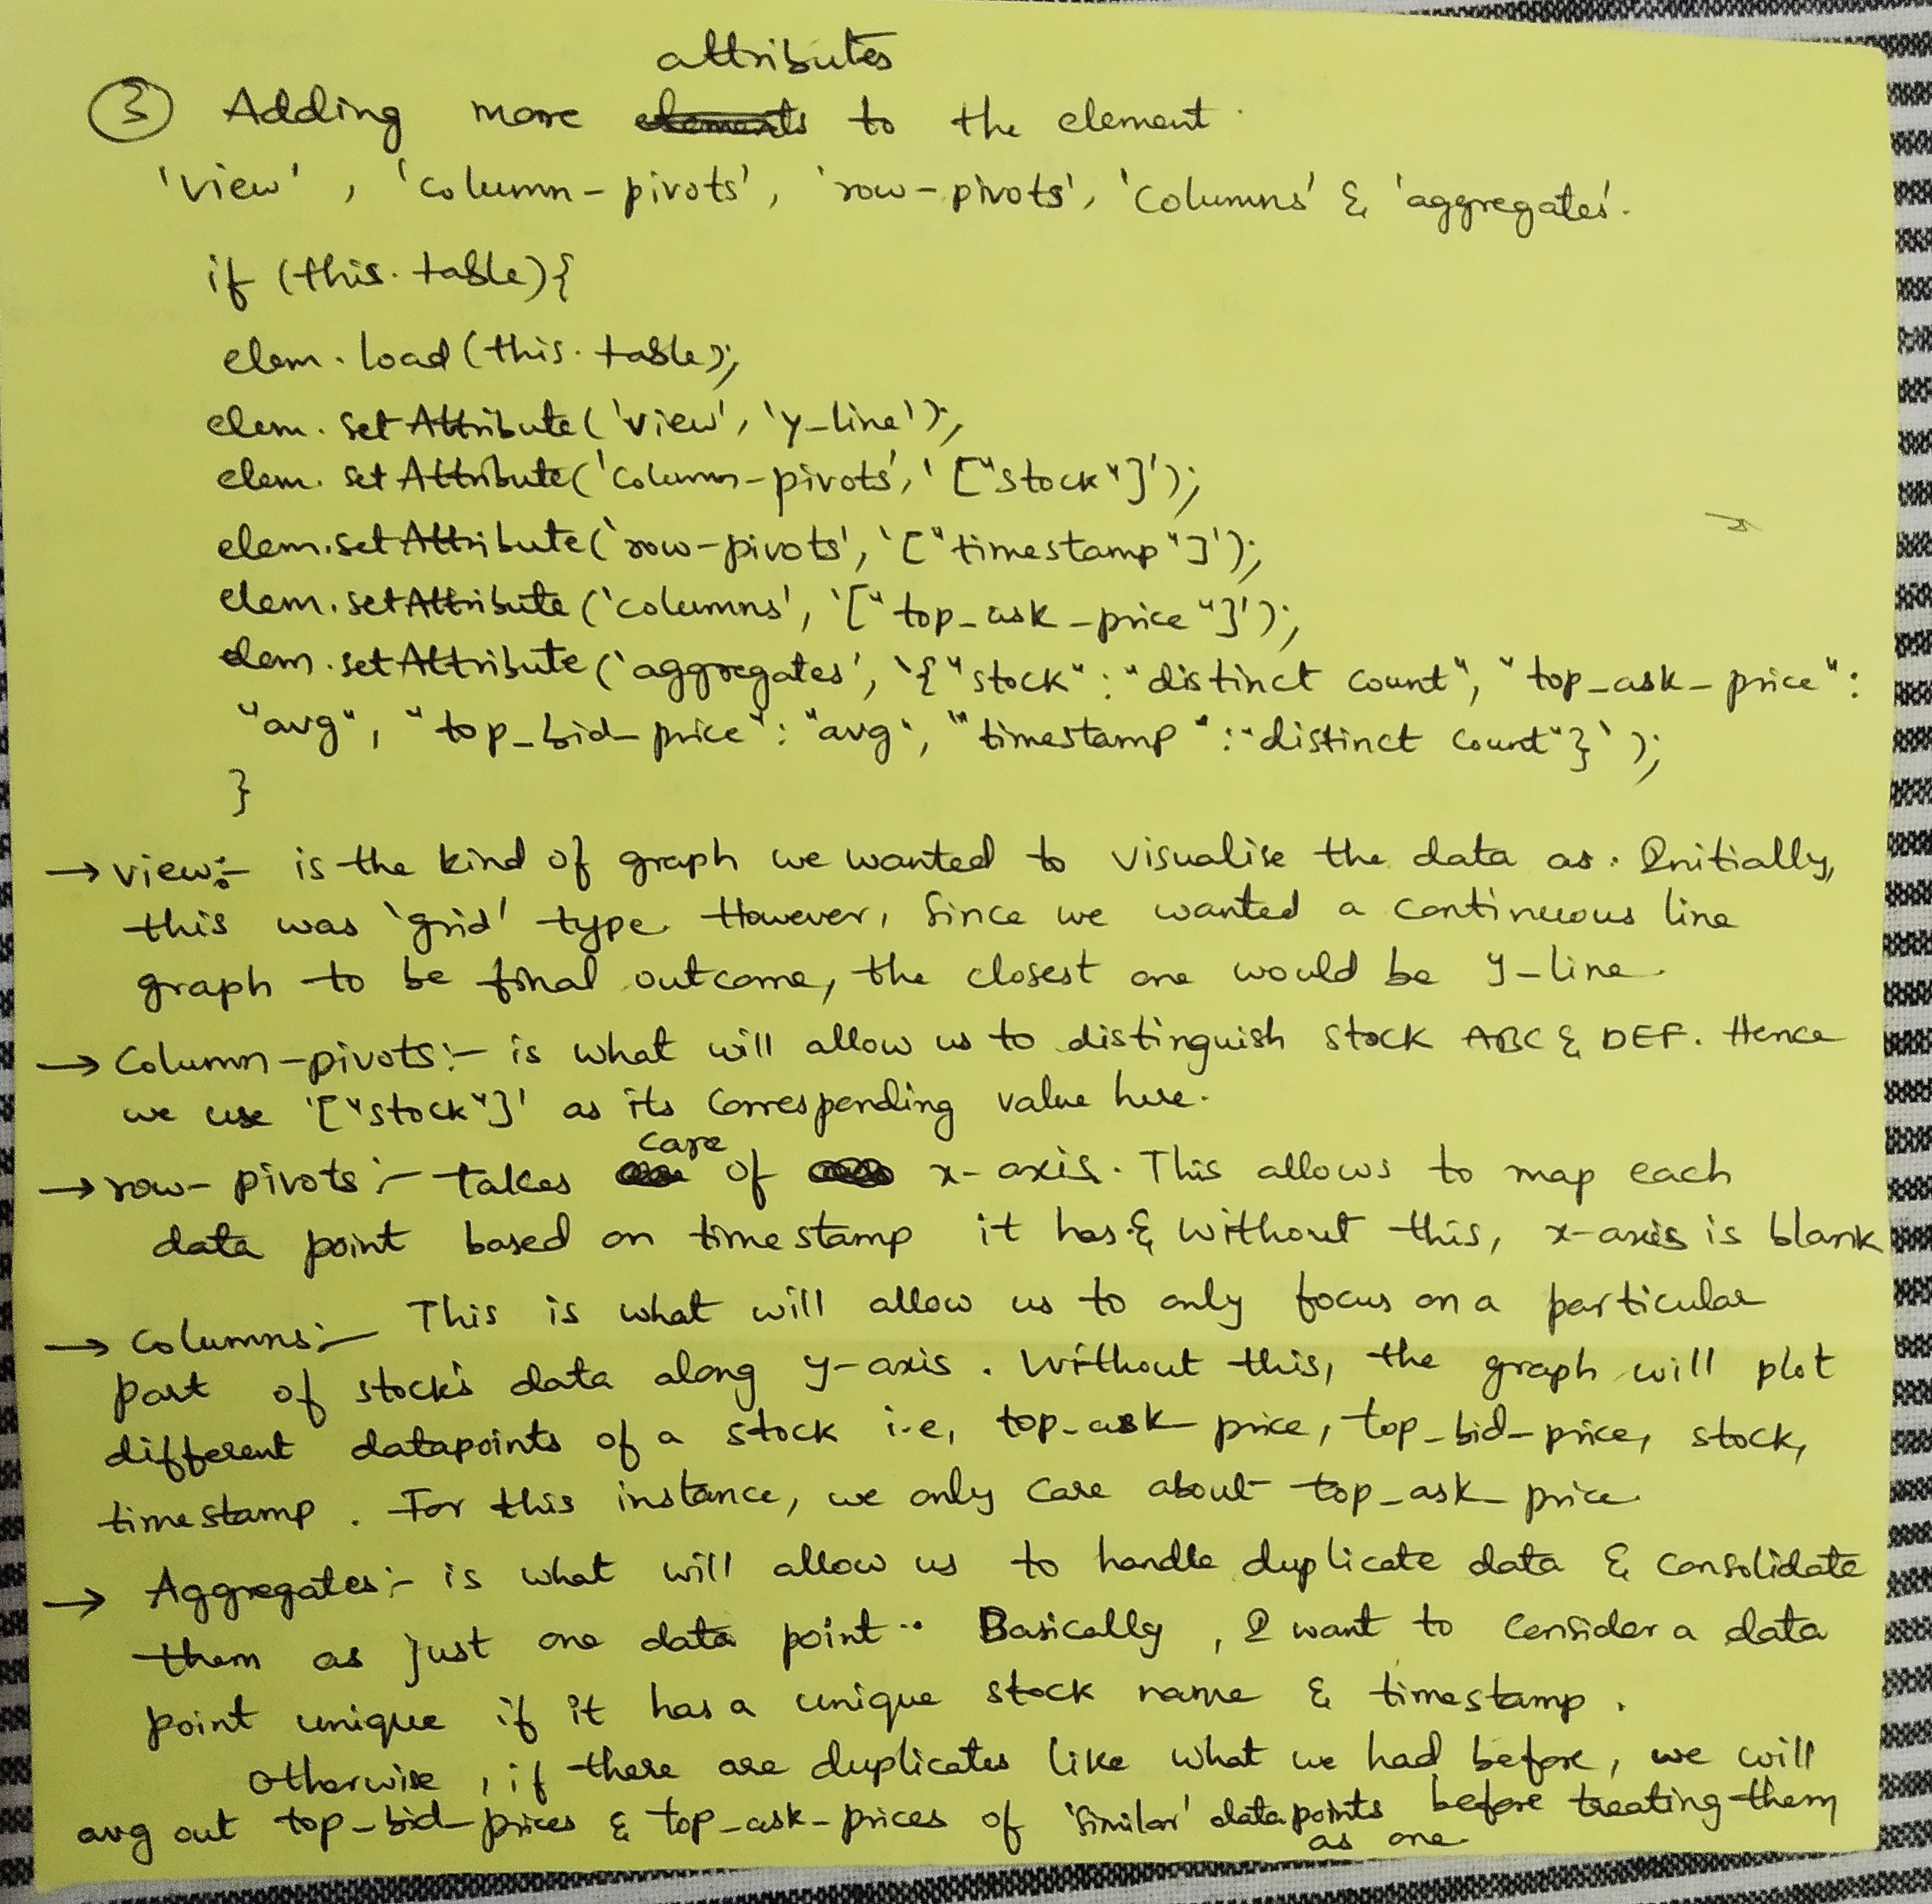 attributes
③ Adding more elements to the element.
'view', 'column-pivots', 'row-pivots', 'columns' & 'aggregates'.
if (this.table){
elem.load(this.table);
elem.setAttribute('view', 'y_line');
elem.setAttribute('column-pivots', '["stock"]');
elem.setAttribute('row-pivots', '["timestamp"]');
elem.setAttribute('columns', '["top_ask_price"]');
elem.setAttribute('aggregates', '{"stock": "distinct count", "top_ask_price":
"avg", "top_bid_price": "avg", "timestamp": "distinct count"}');
}
→ view:- is the kind of graph we wanted to visualise the data as. Initially,
this was 'grid' type. However, since we wanted a continuous line
graph to be final outcome, the closest one would be y-line.
→ Column-pivots:- is what will allow us to distinguish stock ABC & DEF. Hence
we use '["stock"]' as its corresponding value here.
care
→ row-pivots:- takes of x-axis. This allows to map each
data point based on timestamp it has & without this, x-axis is blank
→ Columns:- This is what will allow us to only focus on a particular
part of stock's data along y-axis. Without this, the graph will plot
different datapoints of a stock i.e, top_ask_price, top_bid_price, stock,
timestamp. For this instance, we only care about top_ask_price.
→ Aggregates:- is what will allow us to handle duplicate data & consolidate
them as just one data point.. Basically, I want to consider a data
point unique if it has a unique stock name & timestamp.
Otherwise, if there are duplicates like what we had before, we will
avg out top_bid_prices & top_ask_prices of 'similar' datapoints before treating them
as one